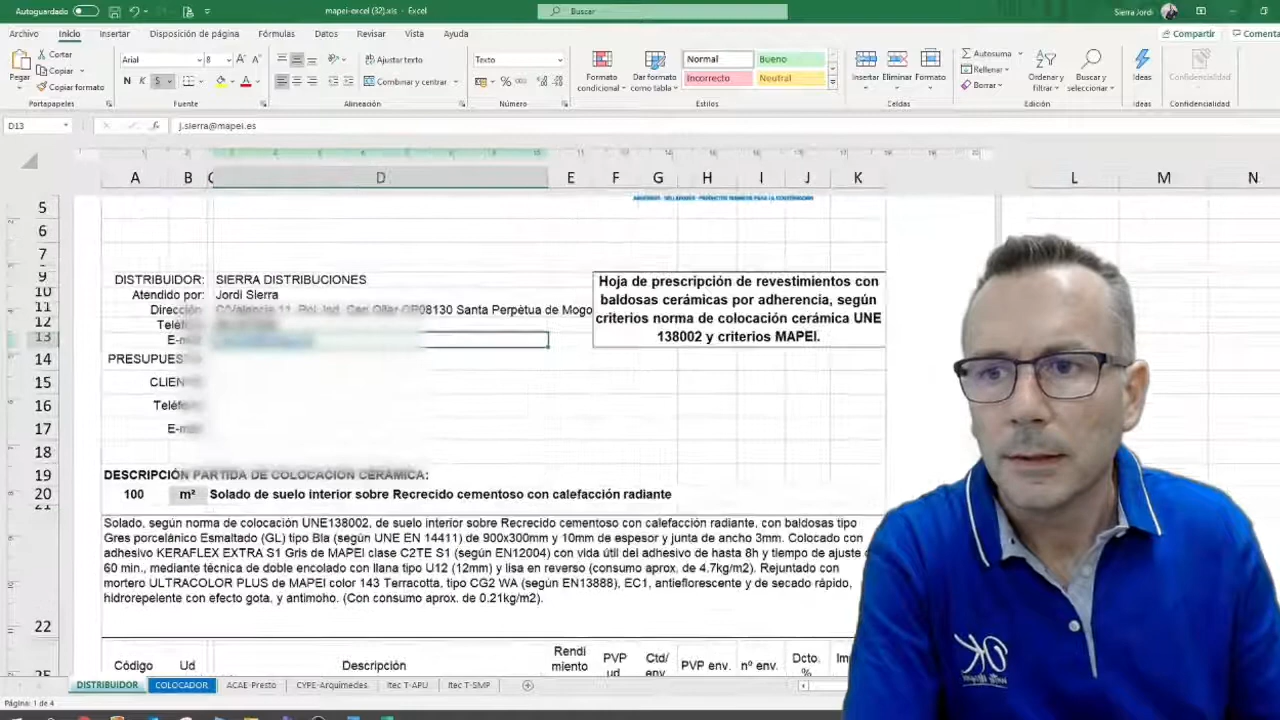 Autoguardado
mapei-excel (32).xls - Excel
Buscar
Sierra Jordi
Archivo Inicio Insertar Disposición de página Fórmulas Datos Revisar Vista Ayuda
Compartir
Pegar
Cortar
Copiar
Copiar formato
Portapapeles
Arial 8
N K S
Fuente
Ajustar texto
Combinar y centrar
Alineación
Texto
Número
Formato condicional
Dar formato como tabla
Normal Bueno
Incorrecto Neutral
Estilos
Insertar Eliminar Formato
Celdas
Autosuma
Rellenar
Borrar
Ordenar y filtrar
Buscar y seleccionar
Edición
Ideas
Ideas
Confidencialidad
Confidencialidad
D13
j.sierra@mapei.es
A B C D E F G H I J K L M N
5
6
7
9 DISTRIBUIDOR: SIERRA DISTRIBUCIONES
10 Atendido por: Jordi Sierra
11 Dirección
12
13
14
15
16
17
18
Santa Perpètua de Mogo
Hoja de prescripción de revestimientos con
baldosas cerámicas por adherencia, según
criterios norma de colocación cerámica UNE
138002 y criterios MAPEI.
19 DESCRIPCIÓN PARTIDA DE COLOCACIÓN CERÁMICA:
20 100 m² Solado de suelo interior sobre Recrecido cementoso con calefacción radiante
21
Solado, según norma de colocación UNE138002, de suelo interior sobre Recrecido cementoso con calefacción radiante, con baldosas tipo
Gres porcelánico Esmaltado (GL) tipo BIa (según UNE EN 14411) de 900x300mm y 10mm de espesor y junta de ancho 3mm. Colocado con
adhesivo KERAFLEX EXTRA S1 Gris de MAPEI clase C2TE S1 (según EN12004) con vida útil del adhesivo de hasta 8h y tiempo de ajuste
60 min., mediante técnica de doble encolado con llana tipo U12 (12mm) y lisa en reverso (consumo aprox. de 4.7kg/m2). Rejuntado con
mortero ULTRACOLOR PLUS de MAPEI color 143 Terracotta, tipo CG2 WA (según EN13888), EC1, antieflorescente y de secado rápido,
hidrorepelente con efecto gota, y antimoho. (Con consumo aprox. de 0.21kg/m2).
22
Código Ud Descripción Rendi miento PVP ud Ctd/ env PVP env. nº env. Dcto. %
DISTRIBUIDOR COLOCADOR ACAE-Presto CYPE-Arquimedes Itec T-APU Itec T-SMP
Página: 1 de 4